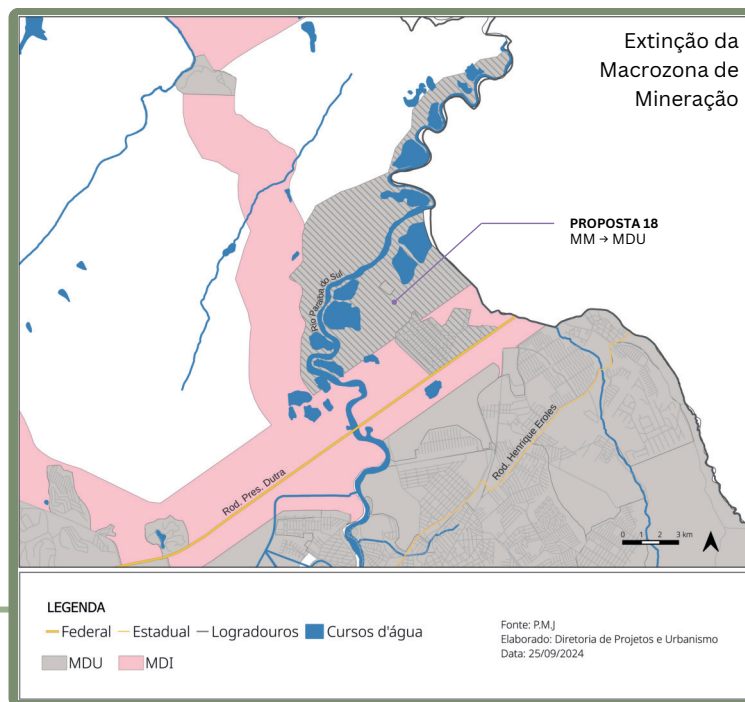 Extinção da
Macrozona de
Mineração
PROPOSTA 18
MM → MDU
Rio Paraíba do Sul
Rod. Pres. Dutra
Rod. Henrique Eroles
0 1 2 3 km
LEGENDA
Federal Estadual Logradouros Cursos d'água
MDU MDI
Fonte: P.M.J
Elaborado: Diretoria de Projetos e Urbanismo
Data: 25/09/2024